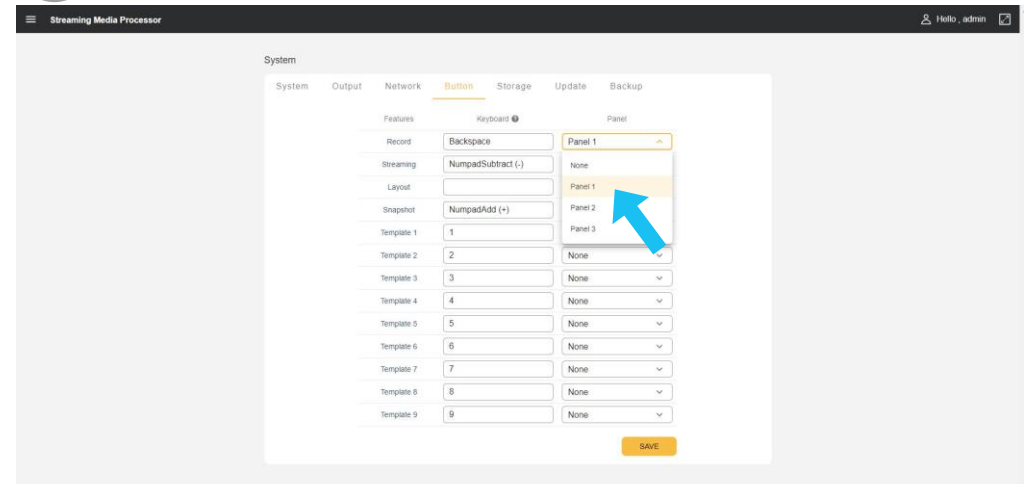 Streaming Media Processor Hello , admin
System
System Output Network Button Storage Update Backup
Features Keyboard Panel
Record Backspace Panel 1
Streaming NumpadSubtract (-) None
Layout Panel 1
Snapshot NumpadAdd (+) Panel 2
Template 1 1 Panel 3
Template 2 2 None
Template 3 3 None
Template 4 4 None
Template 5 5 None
Template 6 6 None
Template 7 7 None
Template 8 8 None
Template 9 9 None
SAVE